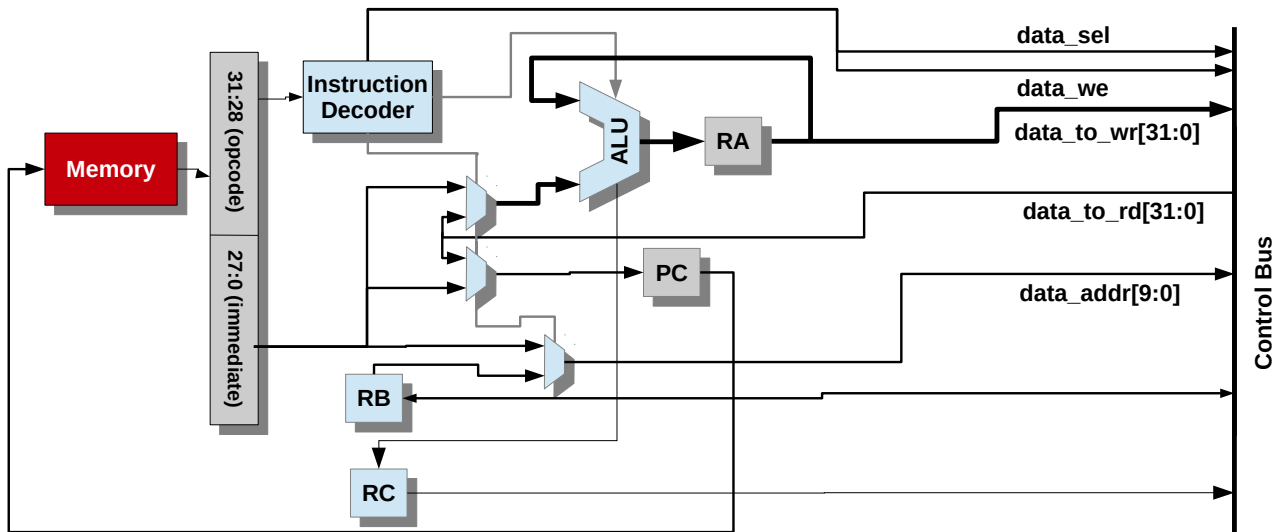 data_sel
Instruction
Decoder
data_we
31:28 (opcode)
ALU
RA
data_to_wr[31:0]
Memory
data_to_rd[31:0]
27:0 (immediate)
PC
data_addr[9:0]
Control Bus
RB
RC